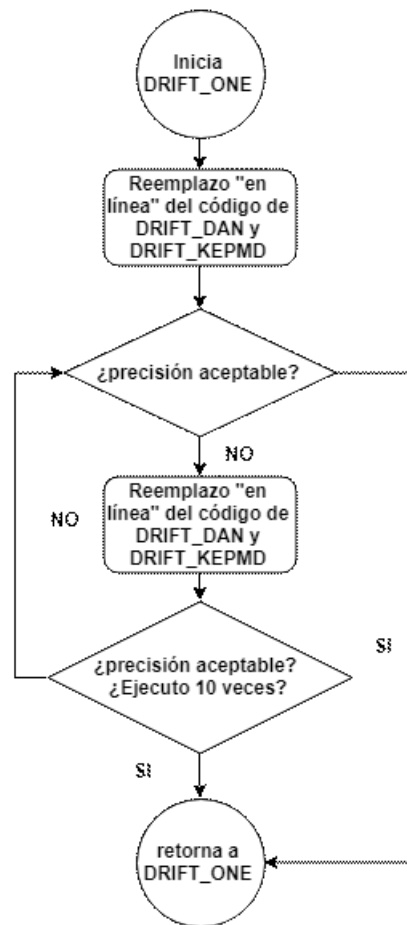 Inicia
DRIFT_ONE
Reemplazo "en
línea" del código de
DRIFT_DAN y
DRIFT_KEPMD
¿precisión aceptable?
NO
Reemplazo "en
línea" del código de
DRIFT_DAN y
DRIFT_KEPMD
NO
¿precisión aceptable?
¿Ejecuto 10 veces?
SI
SI
retorna a
DRIFT_ONE